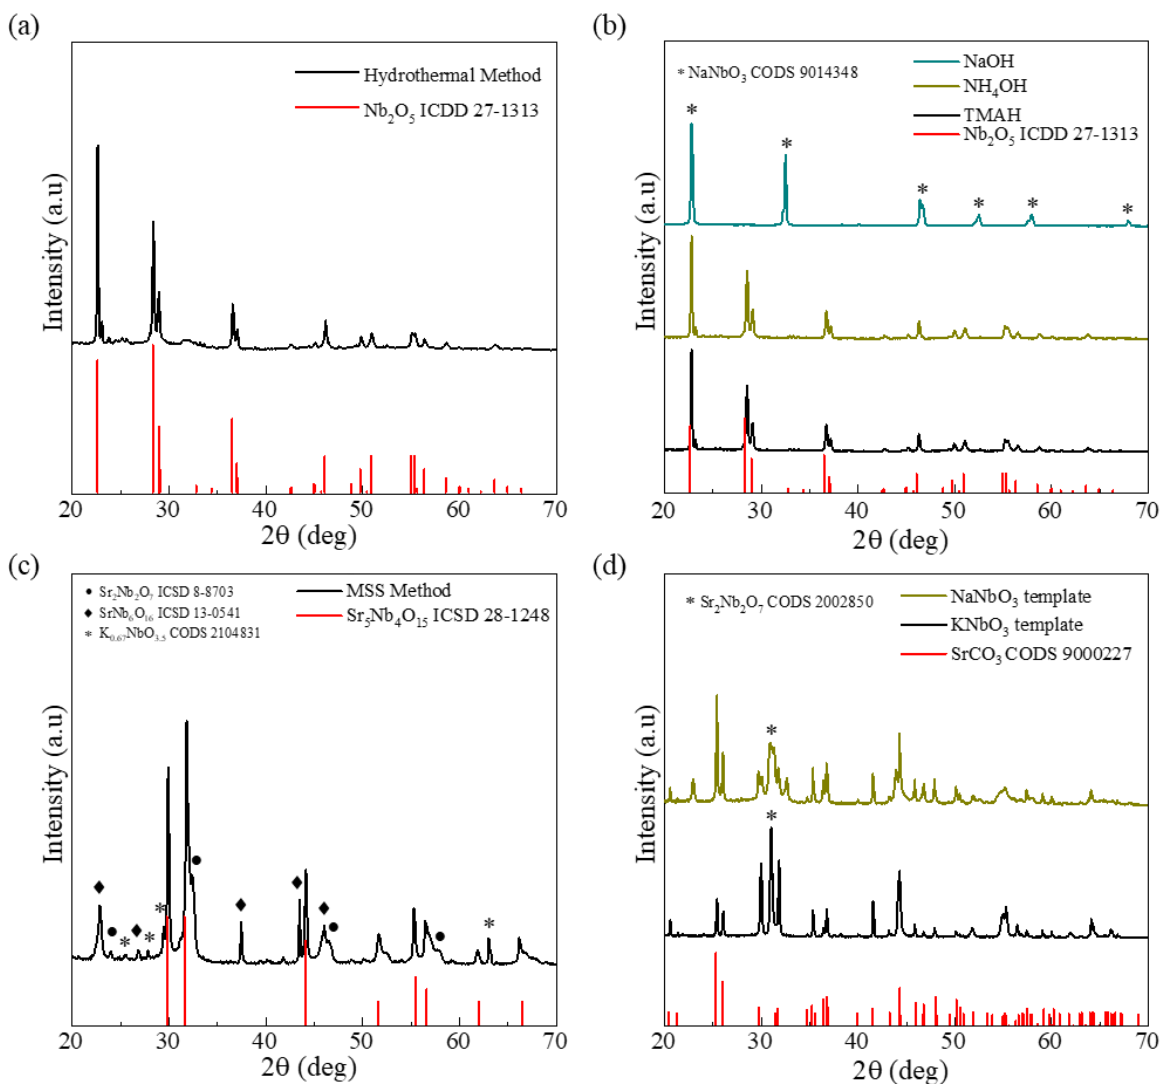 (a)
Hydrothermal Method
Nb₂O₅ ICDD 27-1313
Intensity (a.u)
20 30 40 50 60 70
2θ (deg)
(b)
* NaNbO₃ CODS 9014348
NaOH
NH₄OH
TMAH
Nb₂O₅ ICDD 27-1313
* * * * * *
Intensity (a.u)
20 30 40 50 60 70
2θ (deg)
(c)
• Sr₂Nb₂O₇ ICSD 8-8703
♦ SrNb₆O₁₆ ICSD 13-0541
* K₀.₆₇NbO₃.₅ CODS 2104831
MSS Method
Sr₅Nb₄O₁₅ ICSD 28-1248
Intensity (a.u)
20 30 40 50 60 70
2θ (deg)
(d)
* Sr₂Nb₂O₇ CODS 2002850
NaNbO₃ template
KNbO₃ template
SrCO₃ CODS 9000227
*
*
Intensity (a.u)
20 30 40 50 60 70
2θ (deg)